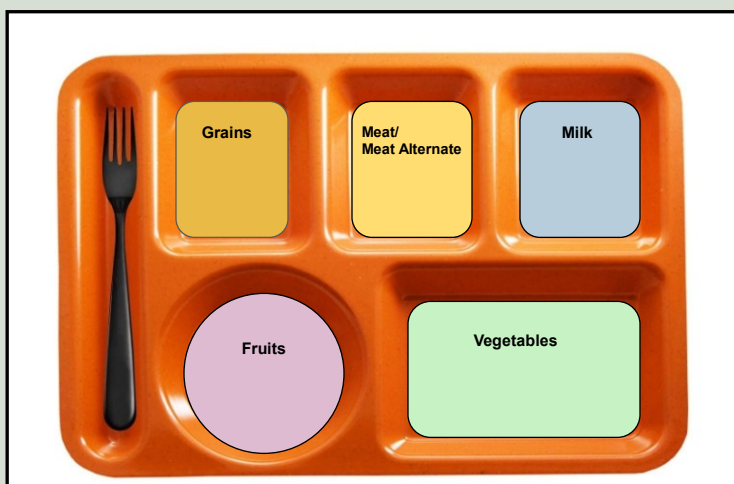 Grains
Meat/
Meat Alternate
Milk
Fruits
Vegetables